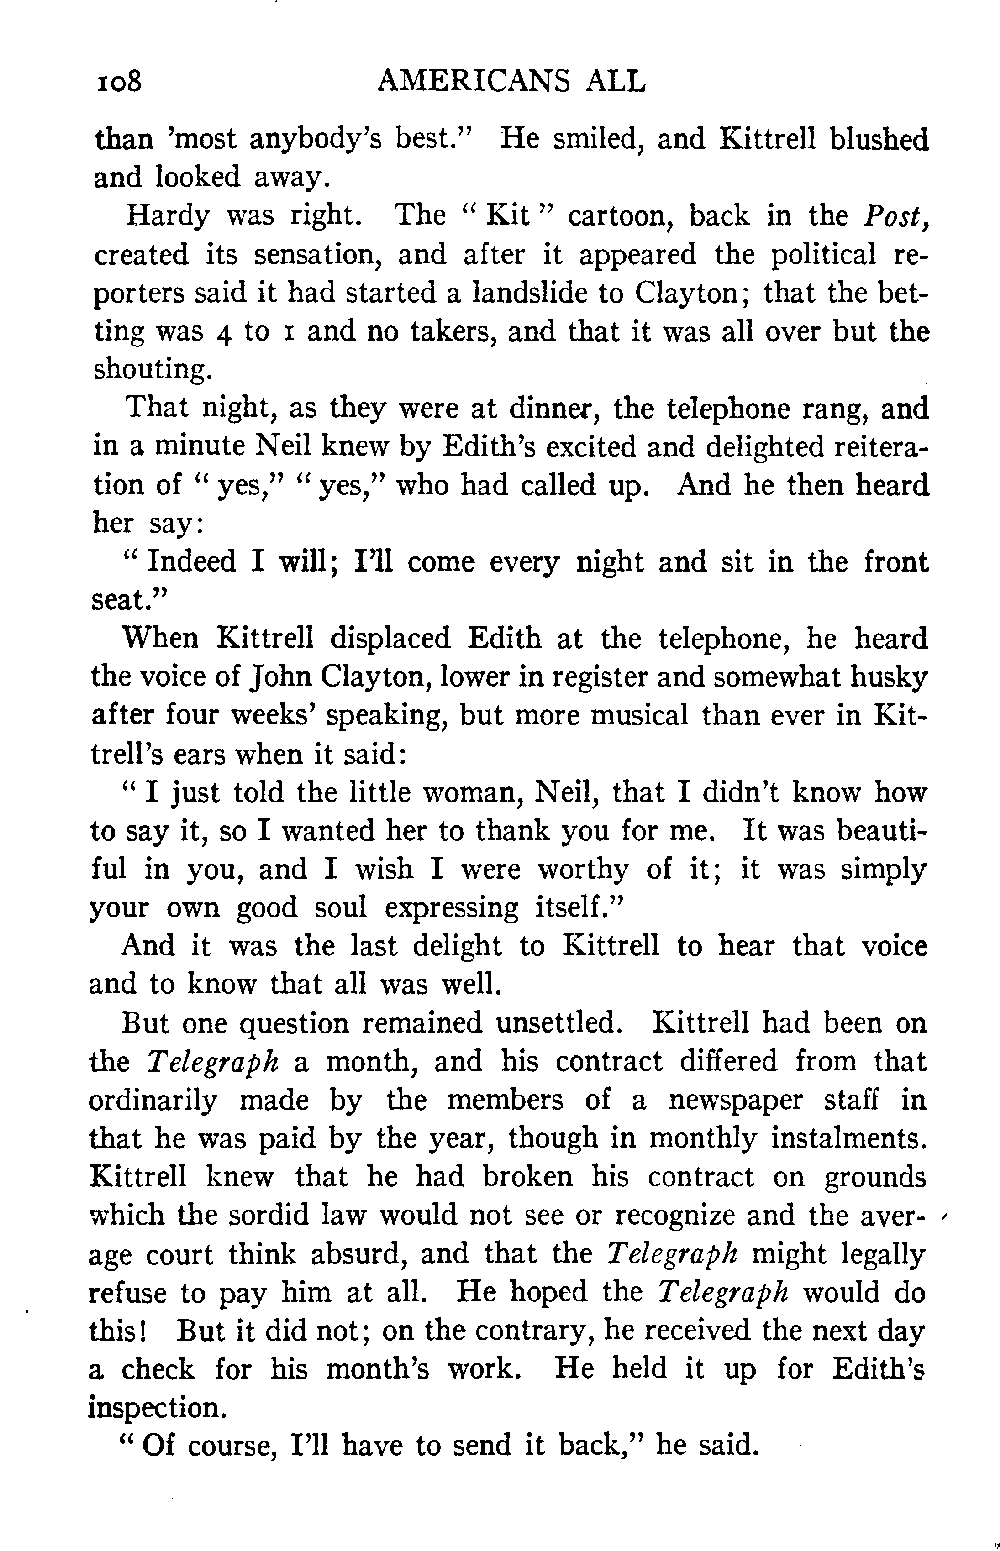 108 AMERICANS ALL
than 'most anybody's best." He smiled, and Kittrell blushed
and looked away.
Hardy was right. The " Kit " cartoon, back in the Post,
created its sensation, and after it appeared the political re-
porters said it had started a landslide to Clayton; that the bet-
ting was 4 to 1 and no takers, and that it was all over but the
shouting.
That night, as they were at dinner, the telephone rang, and
in a minute Neil knew by Edith's excited and delighted reitera-
tion of " yes," " yes," who had called up. And he then heard
her say:
" Indeed I will; I'll come every night and sit in the front
seat."
When Kittrell displaced Edith at the telephone, he heard
the voice of John Clayton, lower in register and somewhat husky
after four weeks' speaking, but more musical than ever in Kit-
trell's ears when it said:
" I just told the little woman, Neil, that I didn't know how
to say it, so I wanted her to thank you for me. It was beauti-
ful in you, and I wish I were worthy of it; it was simply
your own good soul expressing itself."
And it was the last delight to Kittrell to hear that voice
and to know that all was well.
But one question remained unsettled. Kittrell had been on
the Telegraph a month, and his contract differed from that
ordinarily made by the members of a newspaper staff in
that he was paid by the year, though in monthly instalments.
Kittrell knew that he had broken his contract on grounds
which the sordid law would not see or recognize and the aver-
age court think absurd, and that the Telegraph might legally
refuse to pay him at all. He hoped the Telegraph would do
this! But it did not; on the contrary, he received the next day
a check for his month's work. He held it up for Edith's
inspection.
" Of course, I'll have to send it back," he said.